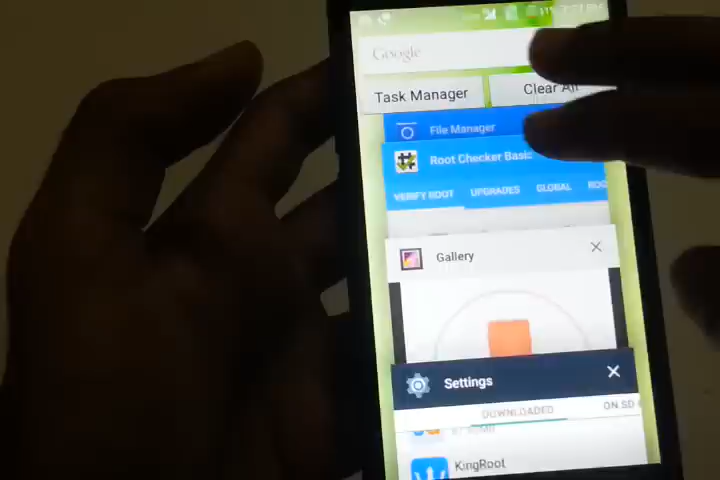 Google
Task Manager
Clear All
File Manager
Root Checker Basic
VERIFY ROOT UPGRADES GLOBAL ROO
Gallery
Settings
DOWNLOADED ON SD
KingRoot